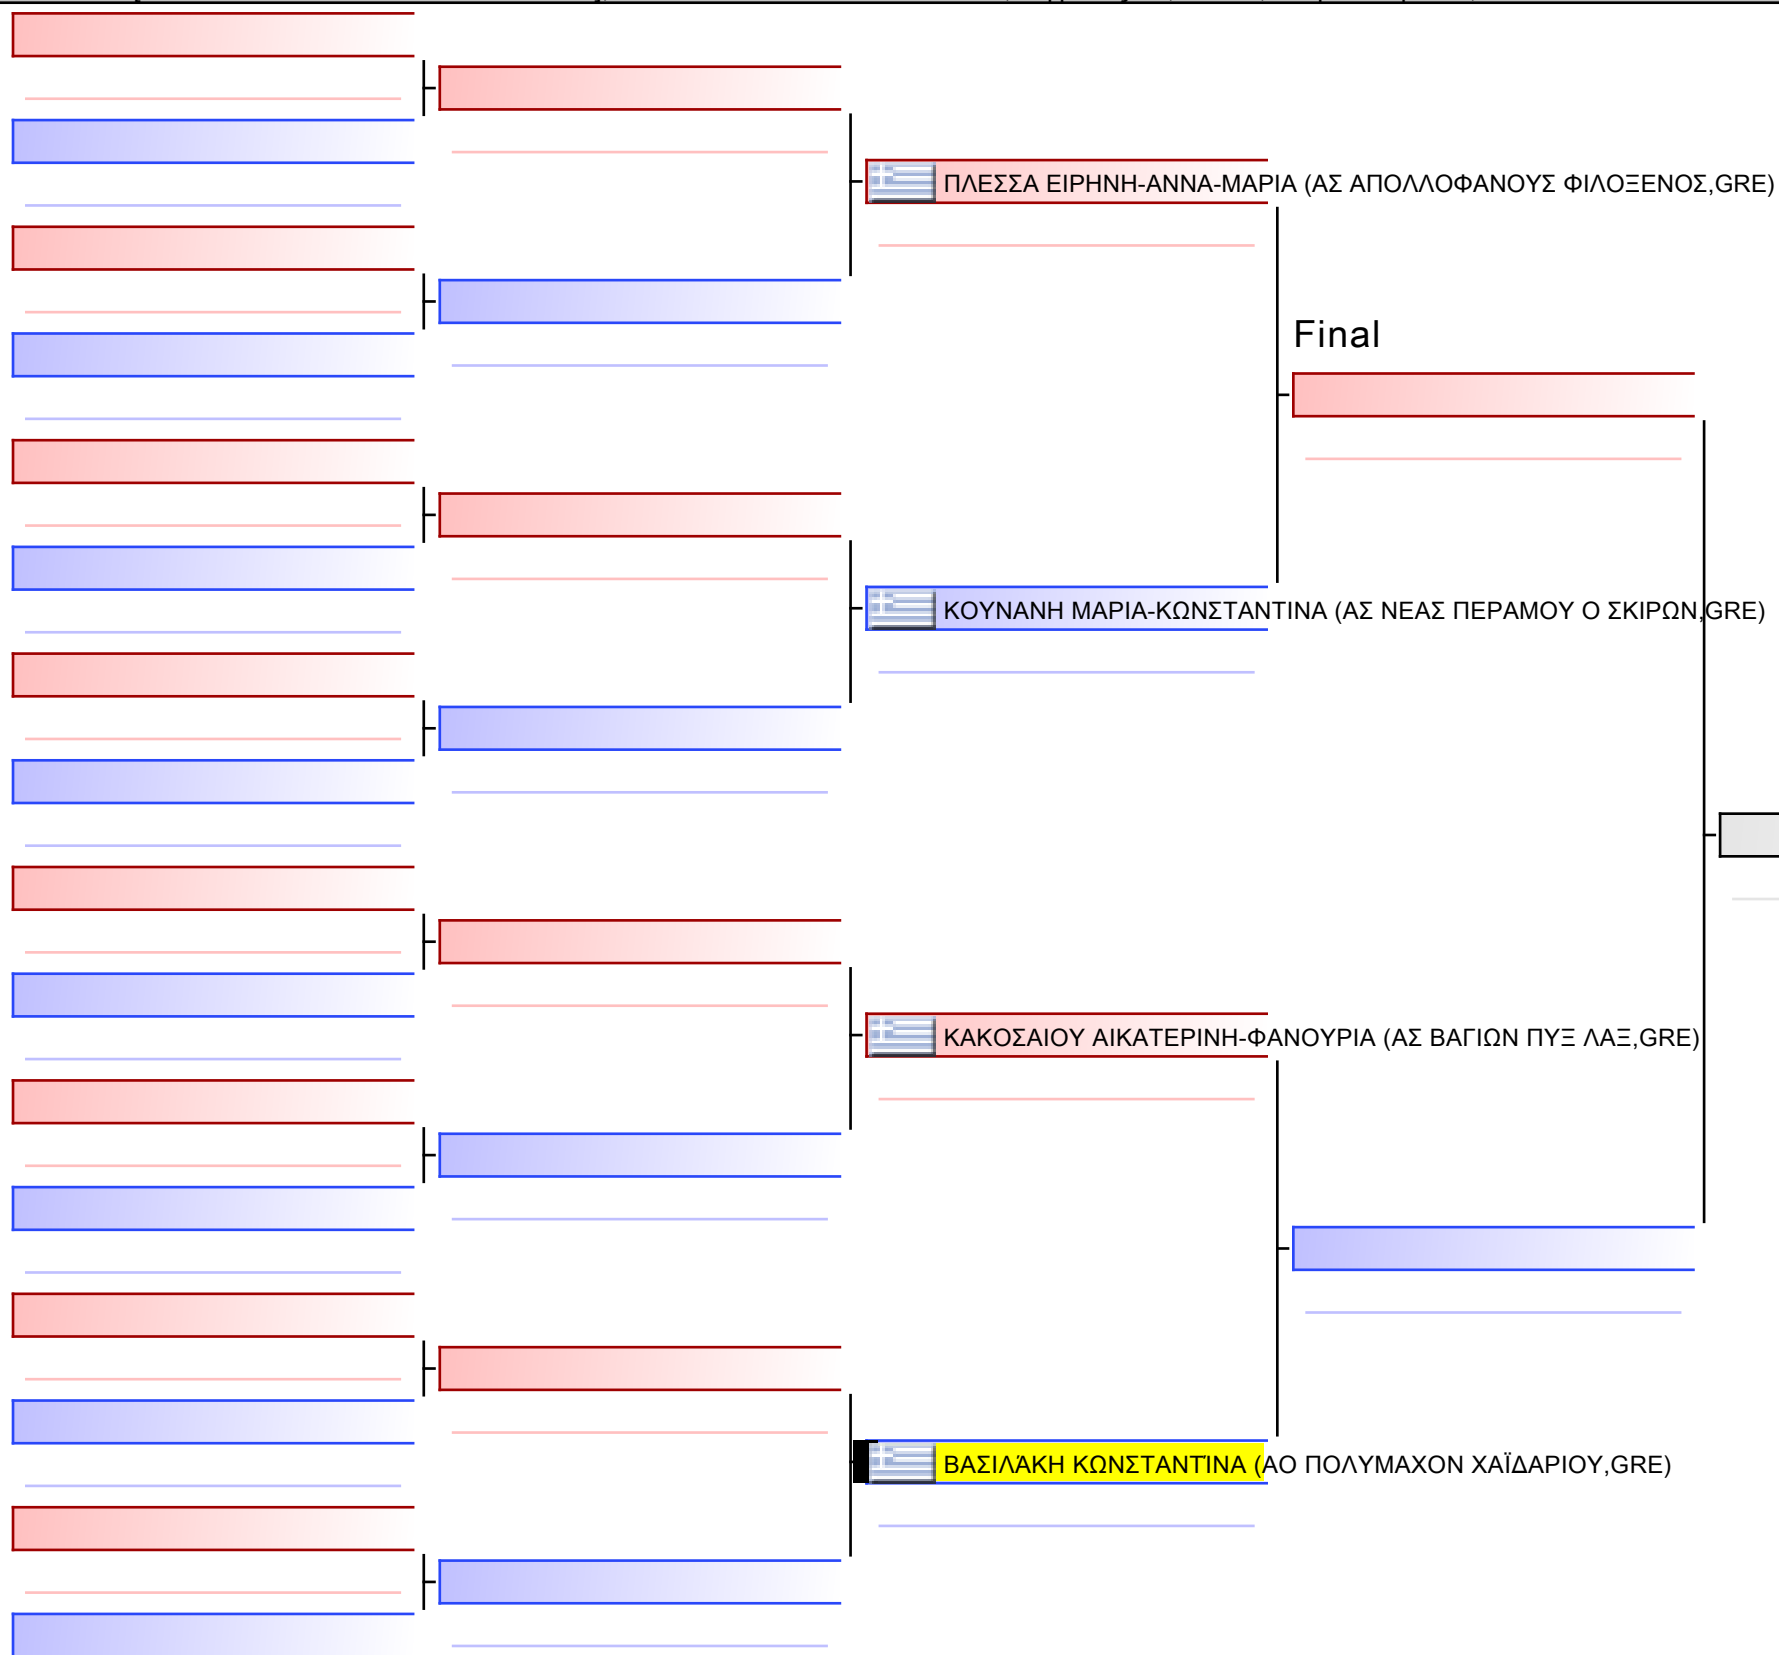 ΠΛΕΣΣΑ ΕΙΡΗΝΗ-ΑΝΝΑ-ΜΑΡΙΑ (ΑΣ ΑΠΟΛΛΟΦΑΝΟΥΣ ΦΙΛΟΞΕΝΟΣ,GRE)
Final
ΚΟΥΝΑΝΗ ΜΑΡΙΑ-ΚΩΝΣΤΑΝΤΙΝΑ (ΑΣ ΝΕΑΣ ΠΕΡΑΜΟΥ Ο ΣΚΙΡΩΝ,GRE)
ΚΑΚΟΣΑΙΟΥ ΑΙΚΑΤΕΡΙΝΗ-ΦΑΝΟΥΡΙΑ (ΑΣ ΒΑΓΙΩΝ ΠΥΞ ΛΑΞ,GRE)
ΒΑΣΙΛΆΚΗ ΚΩΝΣΤΑΝΤΊΝΑ (ΑΟ ΠΟΛΥΜΑΧΟΝ ΧΑΪΔΑΡΙΟΥ,GRE)